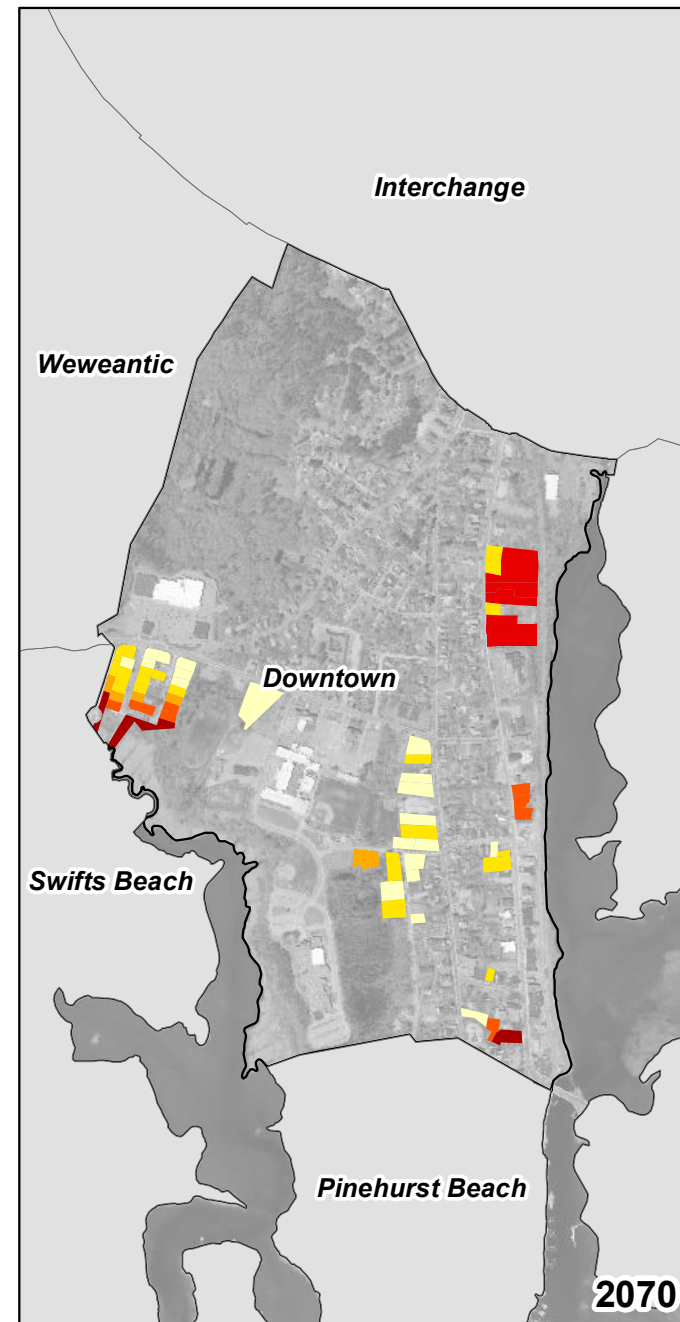 Interchange
Weweantic
Downtown
Swifts Beach
Pinehurst Beach
2070